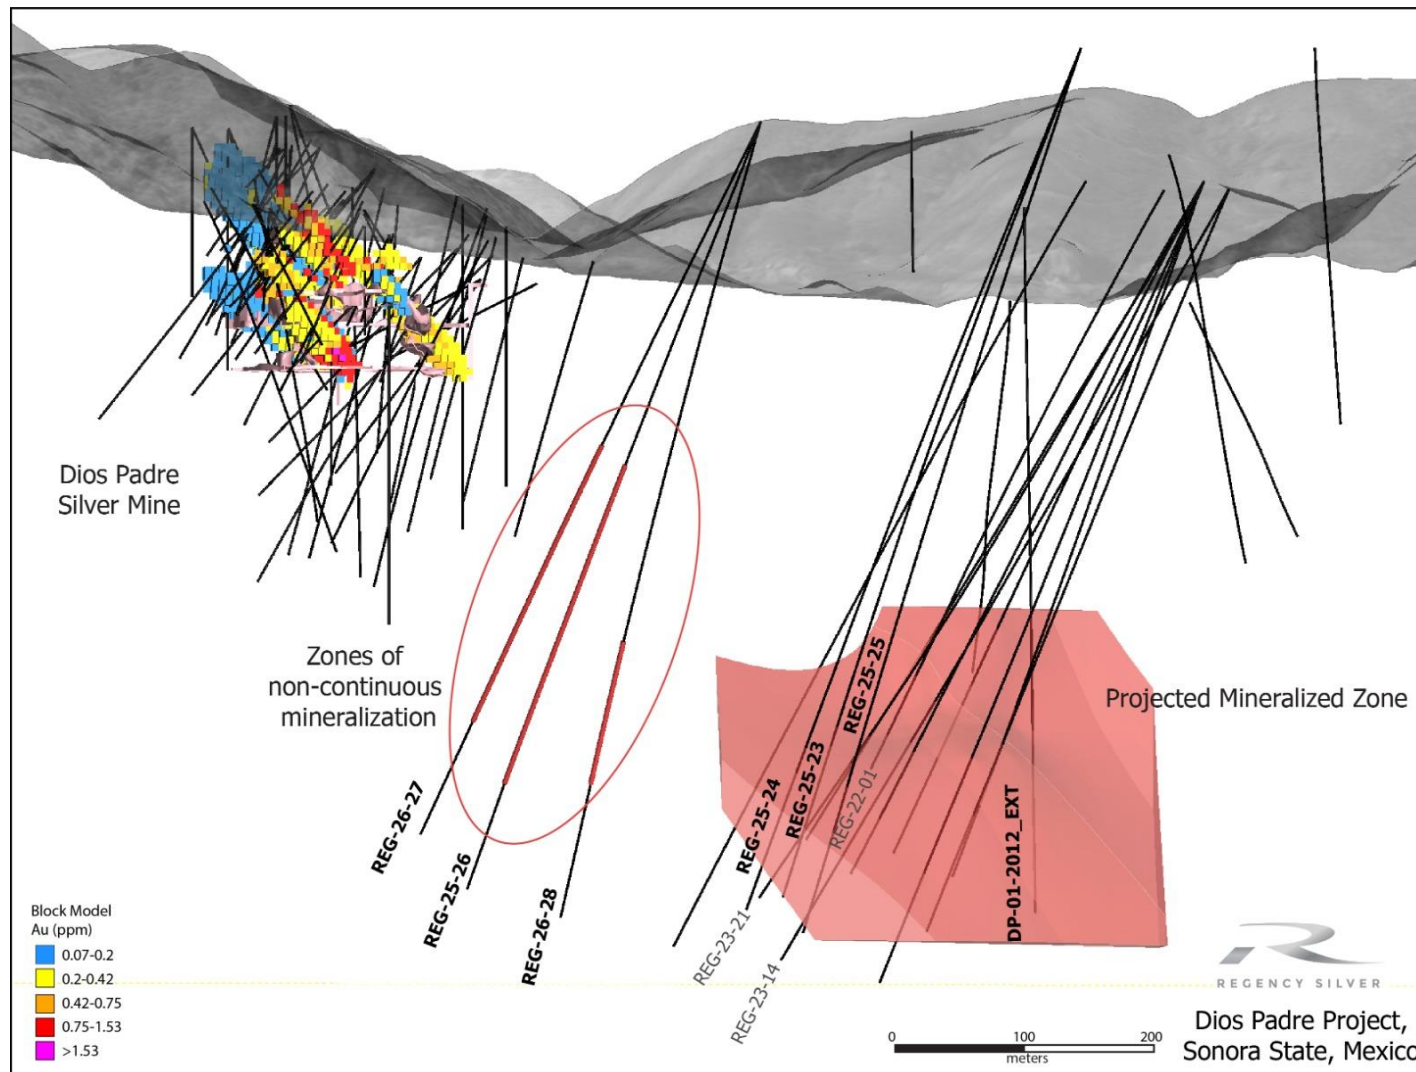 Dios Padre
Silver Mine
Zones of
non-continuous
mineralization
Projected Mineralized Zone
REG-26-27
REG-25-26
REG-26-28
REG-25-24
REG-25-23
REG-25-25
REG-22-01
REG-23-21
REG-23-14
DP-01-2012_EXT
Block Model
Au (ppm)
0.07-0.2
0.2-0.42
0.42-0.75
0.75-1.53
>1.53
R
REGENCY SILVER
0 100 200
meters
Dios Padre Project,
Sonora State, Mexico